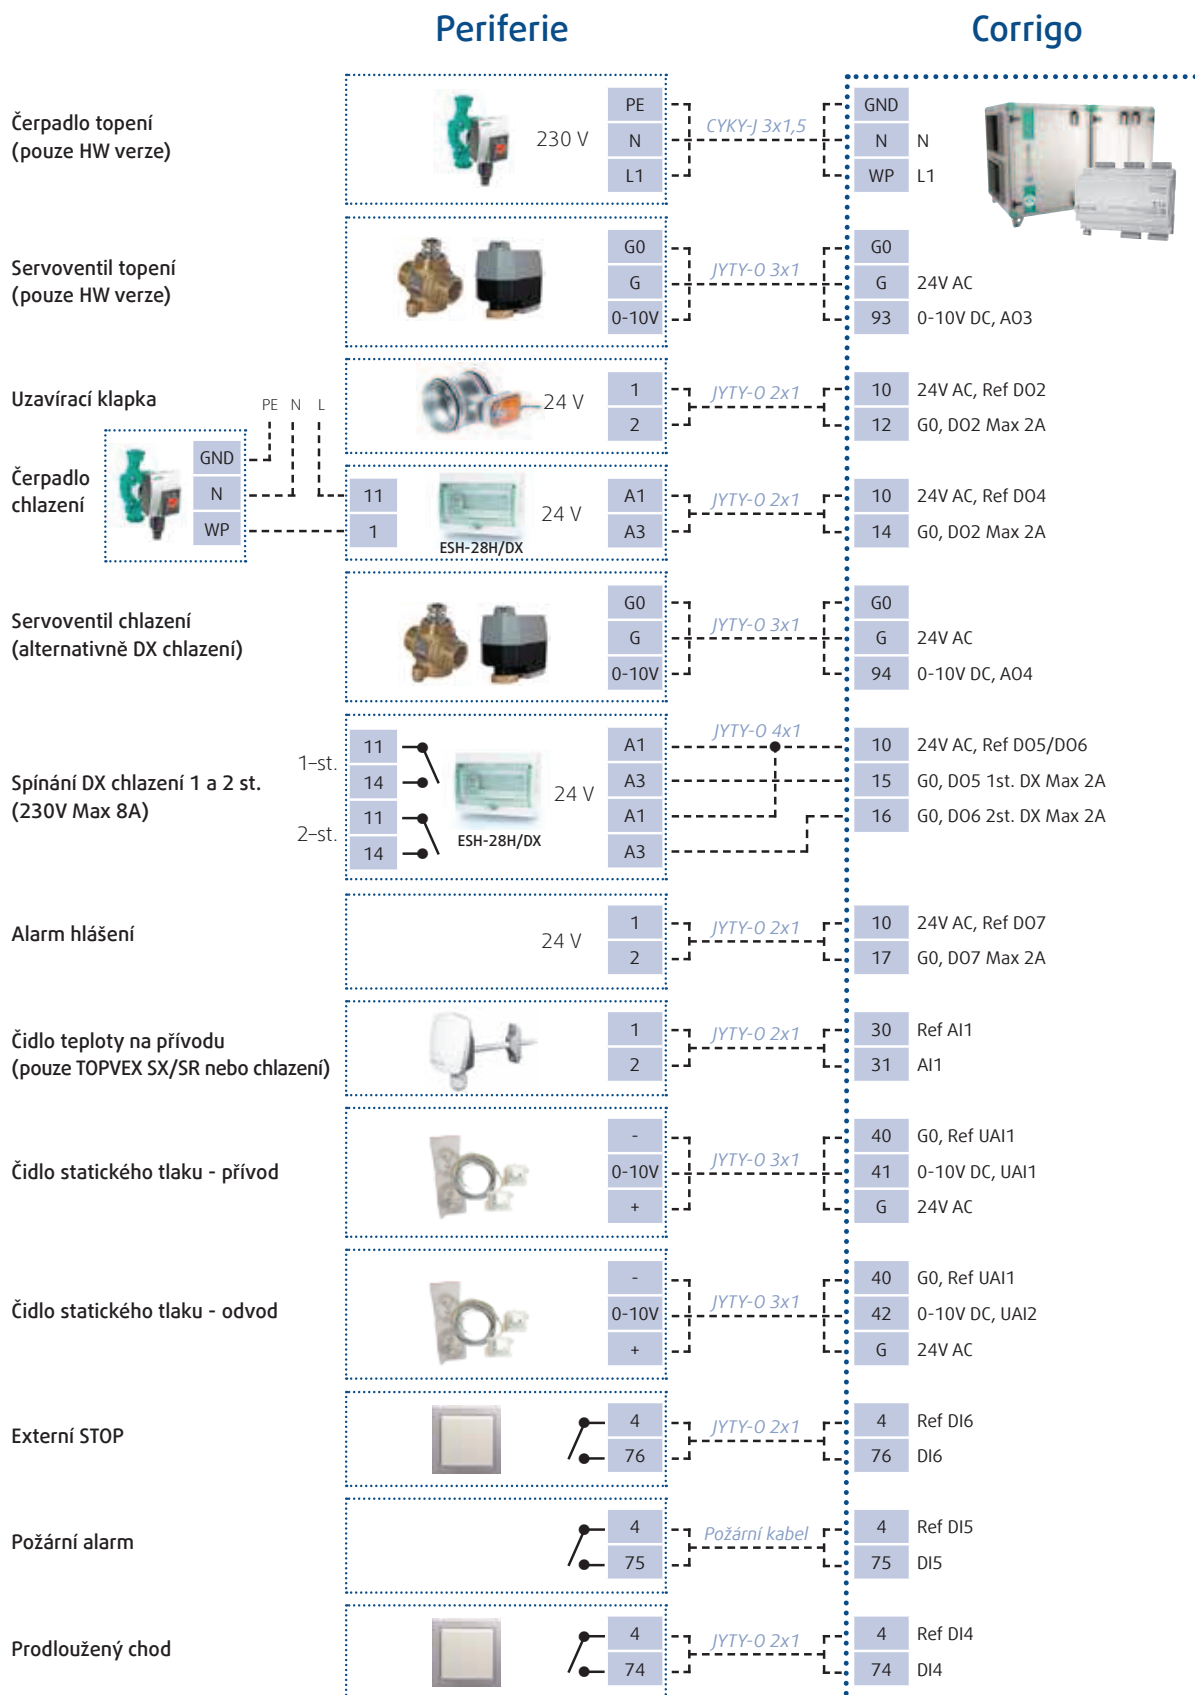 Periferie
Corrigo
Čerpadlo topení
(pouze HW verze)
230 V
PE
N
L1
CYKY-J 3x1,5
GND
N N
WP L1
Servoventil topení
(pouze HW verze)
G0
G
0-10V
JYTY-O 3x1
G0
G 24V AC
93 0-10V DC, AO3
Uzavírací klapka
24 V
1
2
JYTY-O 2x1
10 24V AC, Ref DO2
12 G0, DO2 Max 2A
PE N L
Čerpadlo
chlazení
GND
N
WP
11
1
ESH-28H/DX
24 V
A1
A3
JYTY-O 2x1
10 24V AC, Ref DO4
14 G0, DO2 Max 2A
Servoventil chlazení
(alternativně DX chlazení)
G0
G
0-10V
JYTY-O 3x1
G0
G 24V AC
94 0-10V DC, AO4
Spínání DX chlazení 1 a 2 st.
(230V Max 8A)
1-st.
2-st.
11
14
11
14
ESH-28H/DX
24 V
A1
A3
A1
A3
JYTY-O 4x1
10 24V AC, Ref DO5/DO6
15 G0, DO5 1st. DX Max 2A
16 G0, DO6 2st. DX Max 2A
Alarm hlášení
24 V
1
2
JYTY-O 2x1
10 24V AC, Ref DO7
17 G0, DO7 Max 2A
Čidlo teploty na přívodu
(pouze TOPVEX SX/SR nebo chlazení)
1
2
JYTY-O 2x1
30 Ref AI1
31 AI1
Čidlo statického tlaku - přívod
-
0-10V
+
JYTY-O 3x1
40 G0, Ref UAI1
41 0-10V DC, UAI1
G 24V AC
Čidlo statického tlaku - odvod
-
0-10V
+
JYTY-O 3x1
40 G0, Ref UAI1
42 0-10V DC, UAI2
G 24V AC
Externí STOP
4
76
JYTY-O 2x1
4 Ref DI6
76 DI6
Požární alarm
4
75
Požární kabel
4 Ref DI5
75 DI5
Prodloužený chod
4
74
JYTY-O 2x1
4 Ref DI4
74 DI4